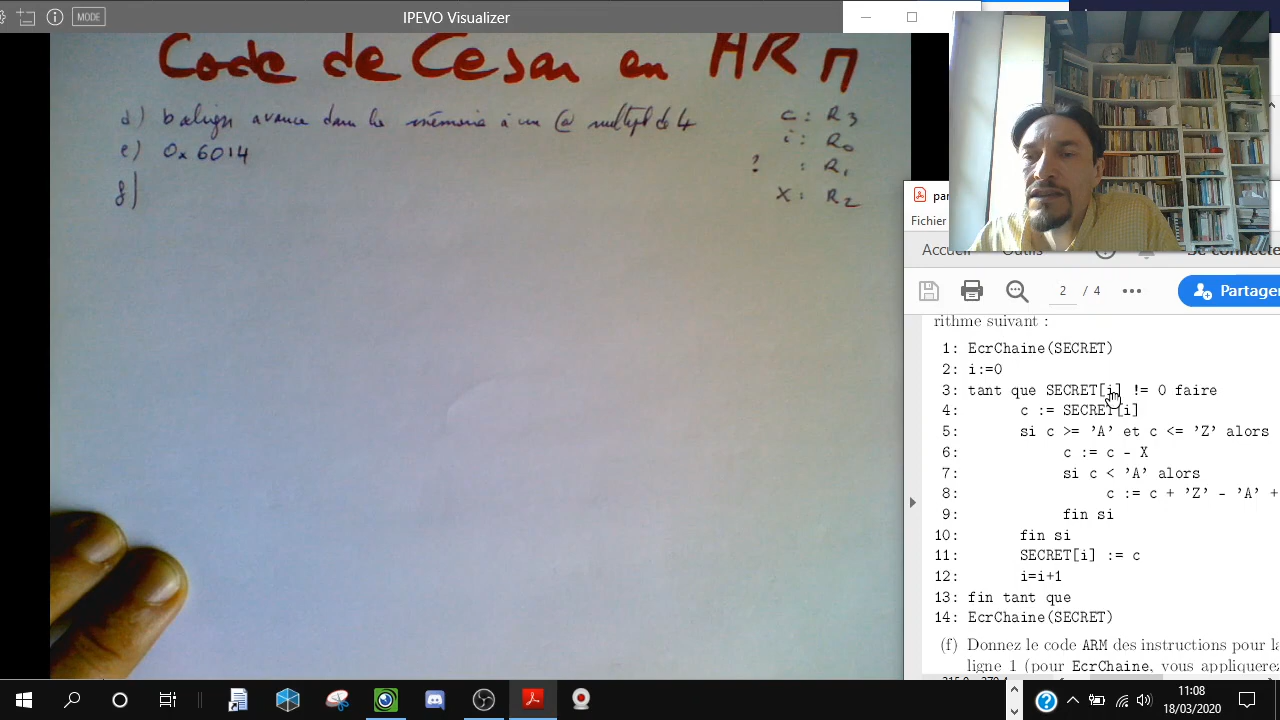 MODE
IPEVO Visualizer
Code de Cesar en ARM
d) balign avance dans la mémoire à un @ multiple de 4
e) 0x6014
f)
c : R3
i : R0
? : R1
X : R2
par
Fichier
Accueil Outils Se connecte
2 / 4
Partager
rithme suivant :
1: EcrChaine(SECRET)
2: i:=0
3: tant que SECRET[i] != 0 faire
4: c := SECRET[i]
5: si c >= 'A' et c <= 'Z' alors
6: c := c - X
7: si c < 'A' alors
8: c := c + 'Z' - 'A' +
9: fin si
10: fin si
11: SECRET[i] := c
12: i=i+1
13: fin tant que
14: EcrChaine(SECRET)
(f) Donnez le code ARM des instructions pour la
ligne 1 (pour EcrChaine, vous appliquerez
11:08
18/03/2020